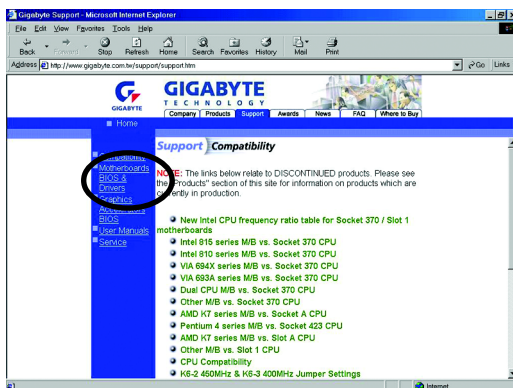 Gigabyte Support - Microsoft Internet Explorer
File Edit View Favorites Tools Help
Back Forward Stop Refresh Home Search Favorites History Mail Print
Address http://www.gigabyte.com.tw/support/support.htm Go Links
GIGABYTE
GIGABYTE
TECHNOLOGY
Company Products Support Awards News FAQ Where to Buy
Home
Support Compatibility
Compatibility
Motherboards
BIOS &
Drivers
Graphics
Accelerators
BIOS
User Manuals
Service
NOTE: The links below relate to DISCONTINUED products. Please see
the "Products" section of this site for information on products which are
currently in production.
New Intel CPU frequency ratio table for Socket 370 / Slot 1
motherboards
Intel 815 series M/B vs. Socket 370 CPU
Intel 810 series M/B vs. Socket 370 CPU
VIA 694X series M/B vs. Socket 370 CPU
VIA 693A series M/B vs. Socket 370 CPU
Dual CPU M/B vs. Socket 370 CPU
Other M/B vs. Socket 370 CPU
AMD K7 series M/B vs. Socket A CPU
Pentium 4 series M/B vs. Socket 423 CPU
AMD K7 series M/B vs. Slot A CPU
Other M/B vs. Slot 1 CPU
CPU Compatibility
K6-2 450MHz & K6-3 400MHz Jumper Settings
Internet